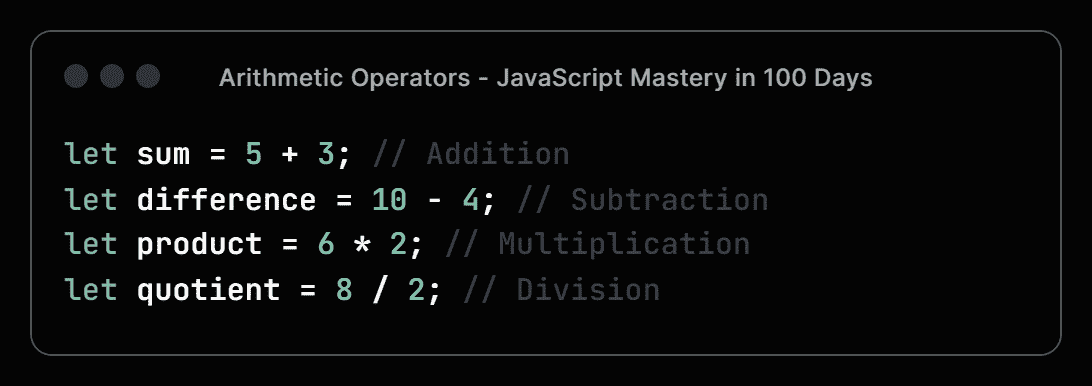 Arithmetic Operators - JavaScript Mastery in 100 Days
let sum = 5 + 3; // Addition
let difference = 10 - 4; // Subtraction
let product = 6 * 2; // Multiplication
let quotient = 8 / 2; // Division